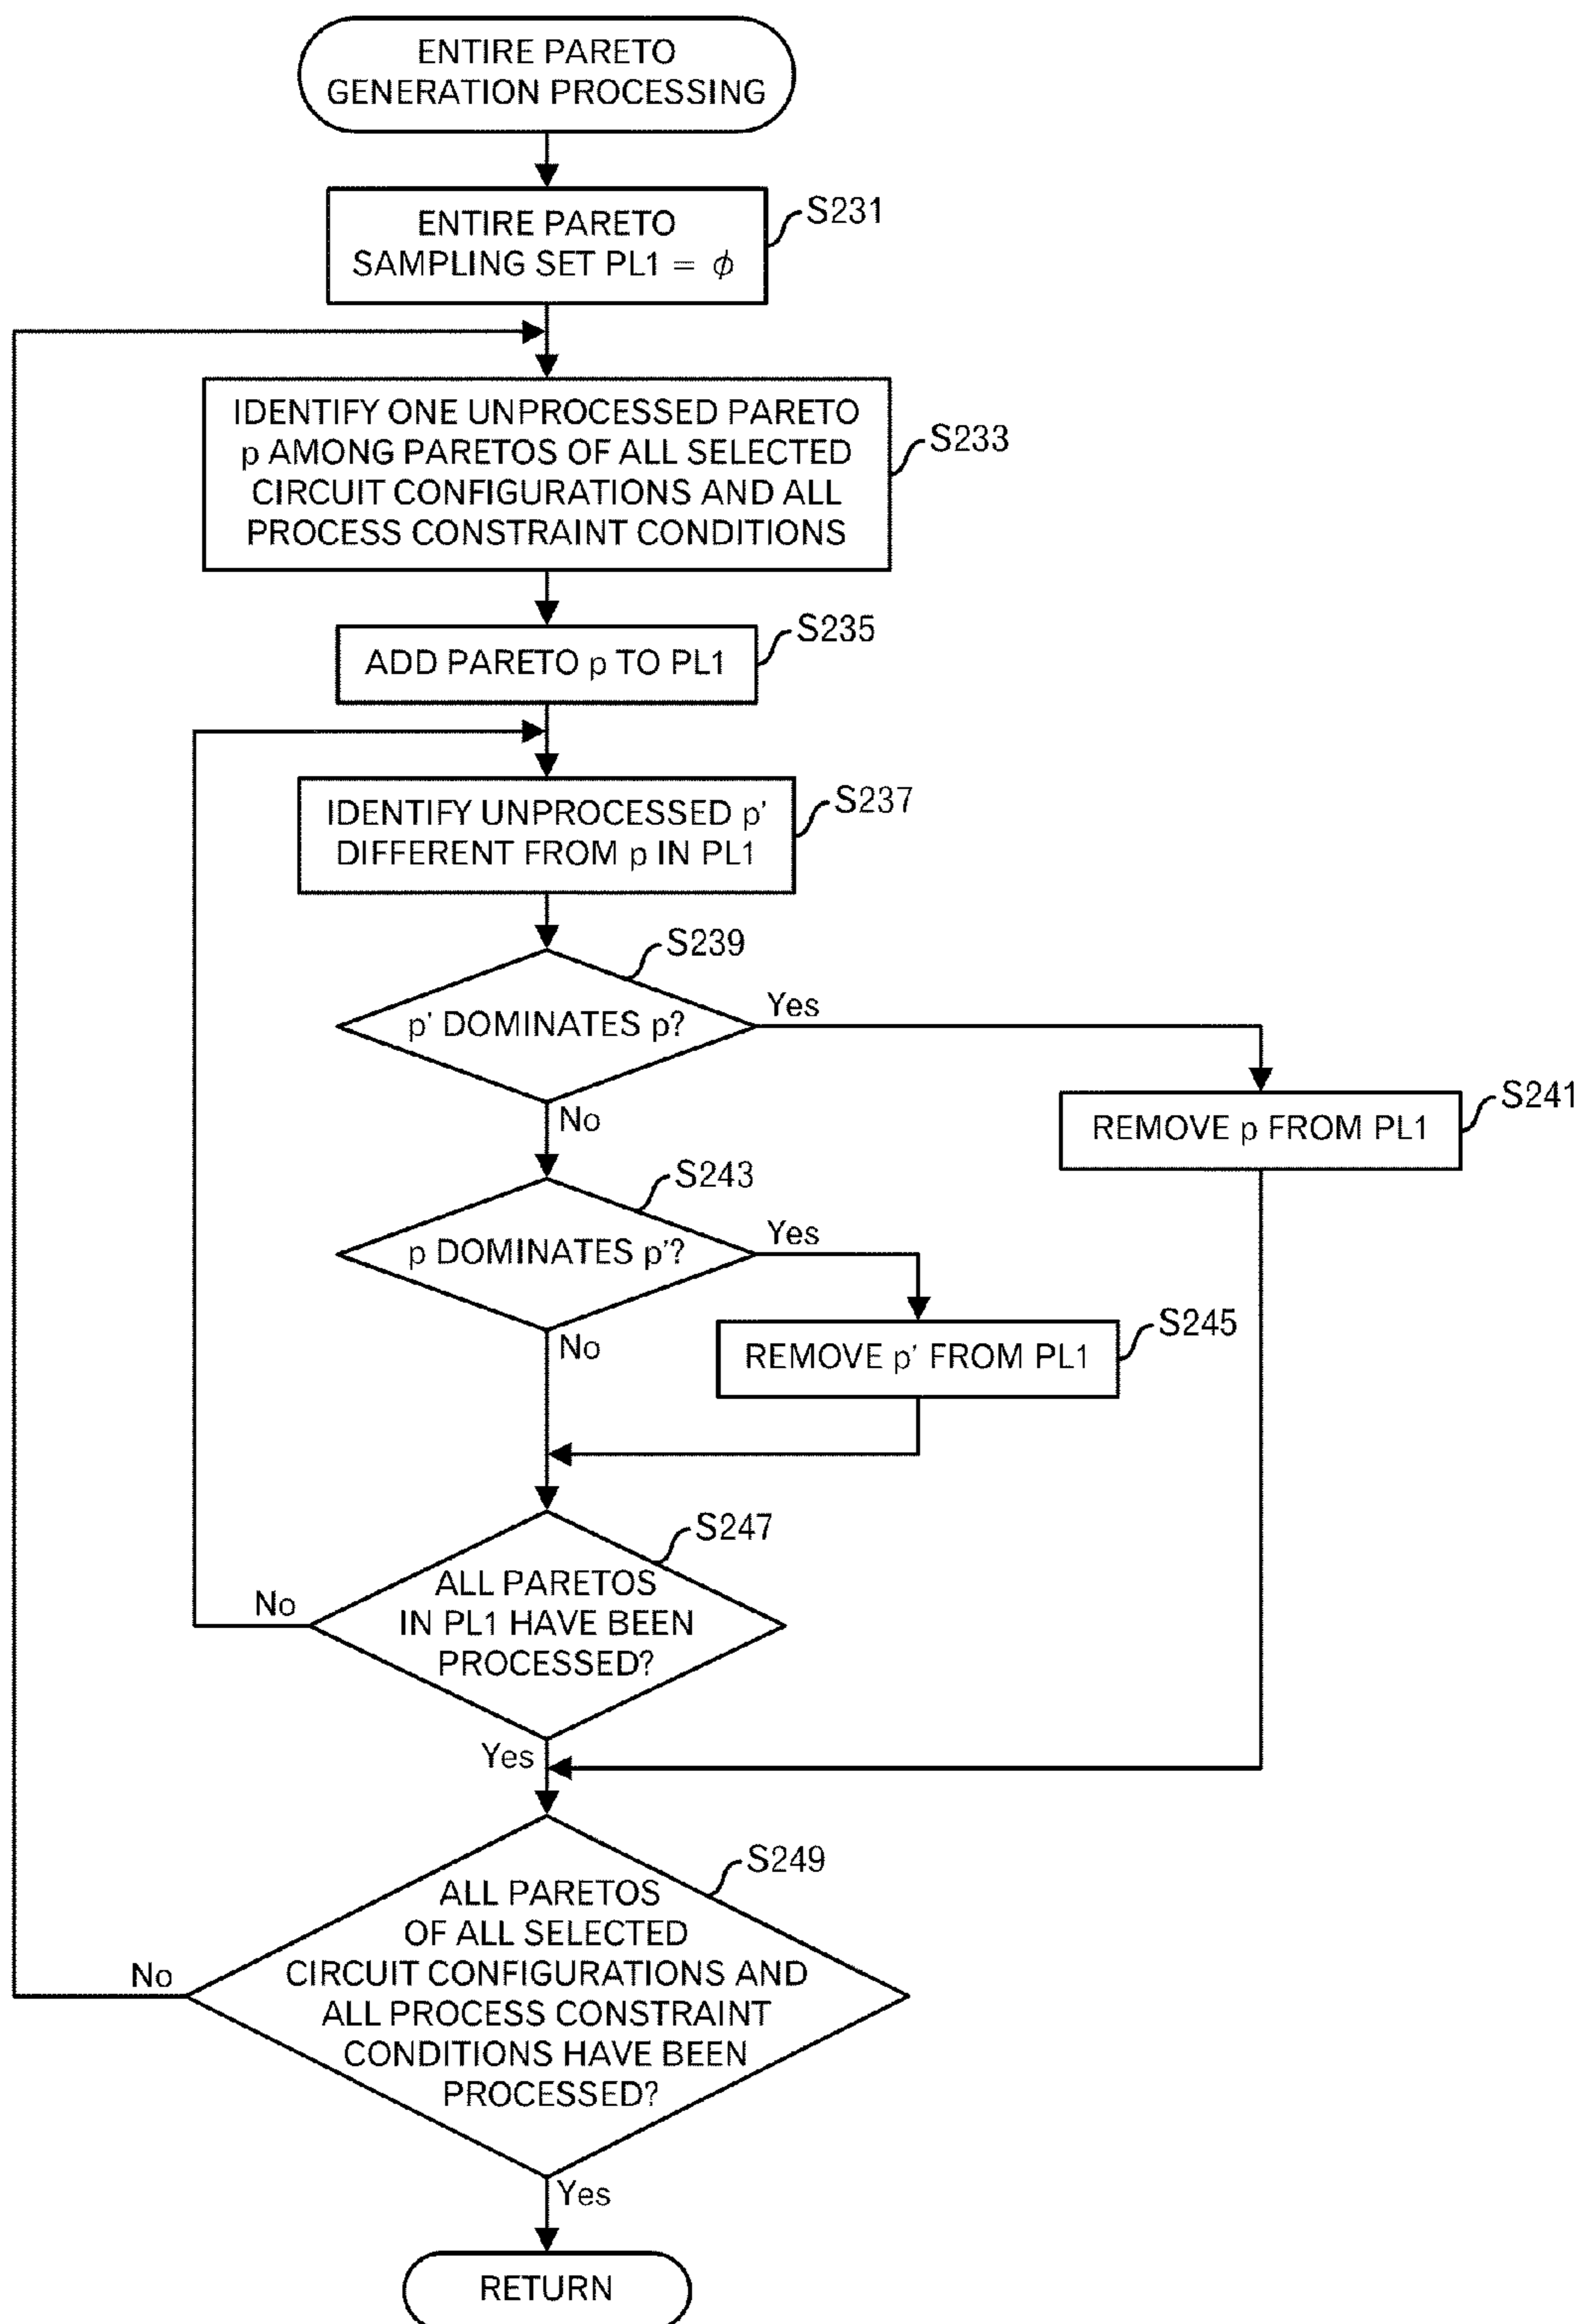 ENTIRE PARETO
GENERATION PROCESSING
ENTIRE PARETO
SAMPLING SET PL1 = ϕ
S231
IDENTIFY ONE UNPROCESSED PARETO
p AMONG PARETOS OF ALL SELECTED
CIRCUIT CONFIGURATIONS AND ALL
PROCESS CONSTRAINT CONDITIONS
S233
ADD PARETO p TO PL1
S235
IDENTIFY UNPROCESSED p'
DIFFERENT FROM p IN PL1
S237
p' DOMINATES p?
S239
Yes
No
REMOVE p FROM PL1
S241
p DOMINATES p'?
S243
Yes
No
REMOVE p' FROM PL1
S245
ALL PARETOS
IN PL1 HAVE BEEN
PROCESSED?
S247
No
Yes
ALL PARETOS
OF ALL SELECTED
CIRCUIT CONFIGURATIONS AND
ALL PROCESS CONSTRAINT
CONDITIONS HAVE BEEN
PROCESSED?
S249
No
Yes
RETURN